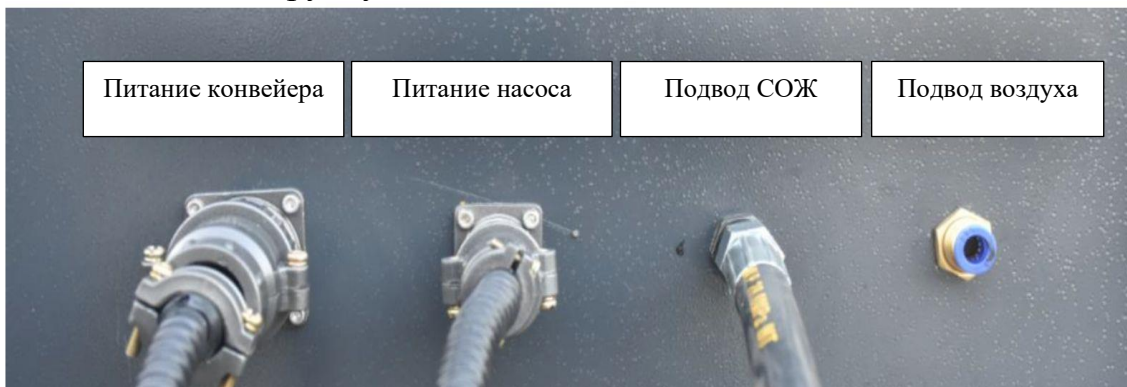 Питание конвейера
Питание насоса
Подвод СОЖ
Подвод воздуха